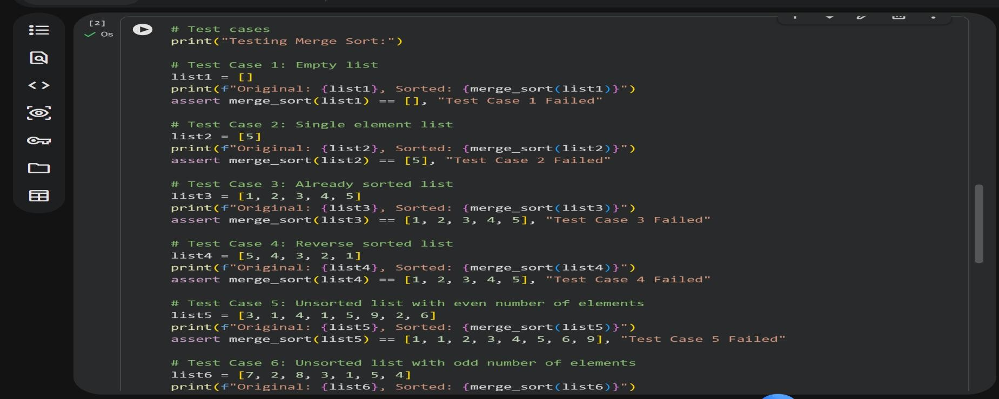 [2]
0s
# Test cases
print("Testing Merge Sort:")
# Test Case 1: Empty list
list1 = []
print(f"Original: {list1}, Sorted: {merge_sort(list1)}")
assert merge_sort(list1) == [], "Test Case 1 Failed"
# Test Case 2: Single element list
list2 = [5]
print(f"Original: {list2}, Sorted: {merge_sort(list2)}")
assert merge_sort(list2) == [5], "Test Case 2 Failed"
# Test Case 3: Already sorted list
list3 = [1, 2, 3, 4, 5]
print(f"Original: {list3}, Sorted: {merge_sort(list3)}")
assert merge_sort(list3) == [1, 2, 3, 4, 5], "Test Case 3 Failed"
# Test Case 4: Reverse sorted list
list4 = [5, 4, 3, 2, 1]
print(f"Original: {list4}, Sorted: {merge_sort(list4)}")
assert merge_sort(list4) == [1, 2, 3, 4, 5], "Test Case 4 Failed"
# Test Case 5: Unsorted list with even number of elements
list5 = [3, 1, 4, 1, 5, 9, 2, 6]
print(f"Original: {list5}, Sorted: {merge_sort(list5)}")
assert merge_sort(list5) == [1, 1, 2, 3, 4, 5, 6, 9], "Test Case 5 Failed"
# Test Case 6: Unsorted list with odd number of elements
list6 = [7, 2, 8, 3, 1, 5, 4]
print(f"Original: {list6}, Sorted: {merge_sort(list6)}")